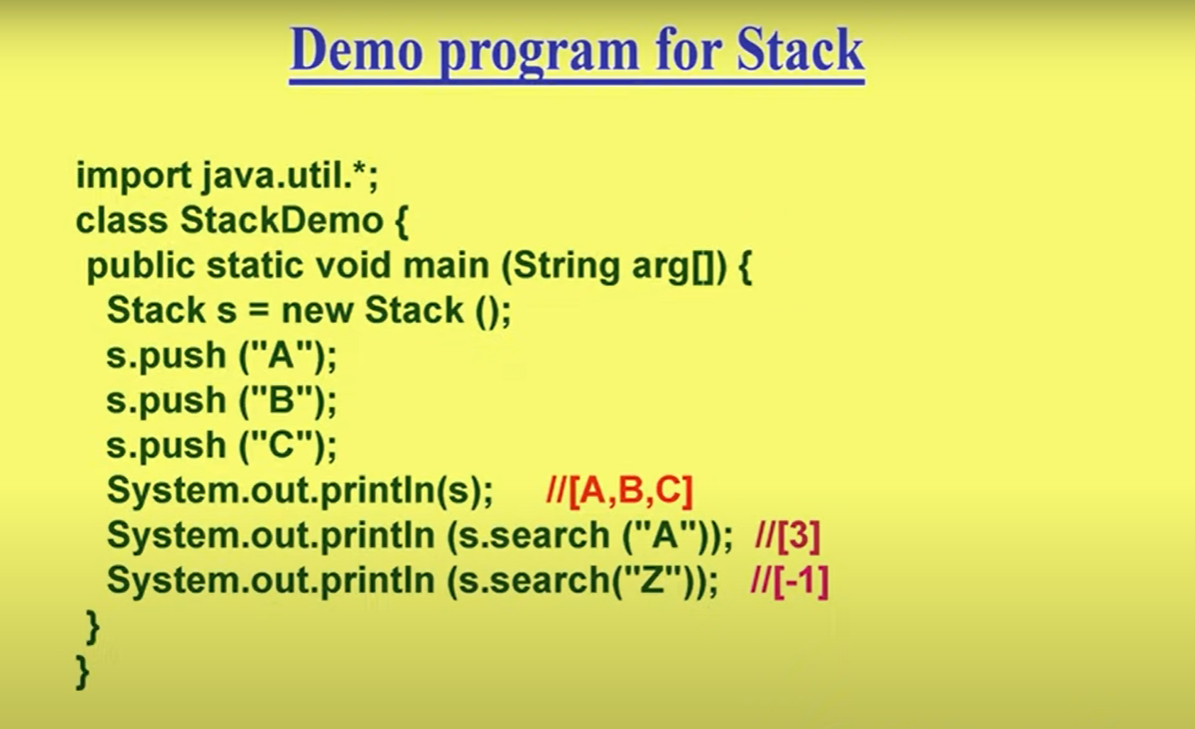 Demo program for Stack
import java.util.*;
class StackDemo {
public static void main (String arg[]) {
Stack s = new Stack ();
s.push ("A");
s.push ("B");
s.push ("C");
System.out.println(s); //[A,B,C]
System.out.println (s.search ("A")); //[3]
System.out.println (s.search("Z")); //[-1]
}
}